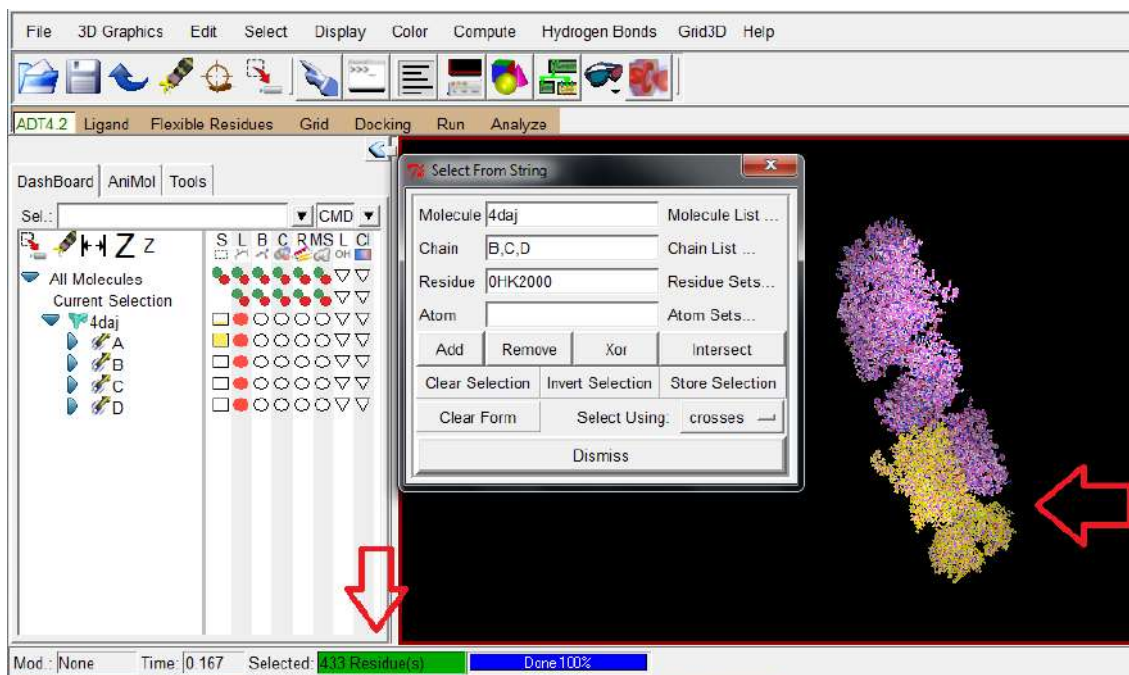 File 3D Graphics Edit Select Display Color Compute Hydrogen Bonds Grid3D Help
>>>_
ADT4.2 Ligand Flexible Residues Grid Docking Run Analyze
DashBoard AniMol Tools
Sel.: CMD
Z Z S L B C R MS L Cl
OH
All Molecules
Current Selection
4daj
A
B
C
D
Select From String
Molecule 4daj Molecule List ...
Chain B,C,D Chain List ...
Residue 0HK2000 Residue Sets...
Atom Atom Sets...
Add Remove Xor Intersect
Clear Selection Invert Selection Store Selection
Clear Form Select Using: crosses
Dismiss
Mod.: None Time: 0.167 Selected: 433 Residue(s) Done 100%